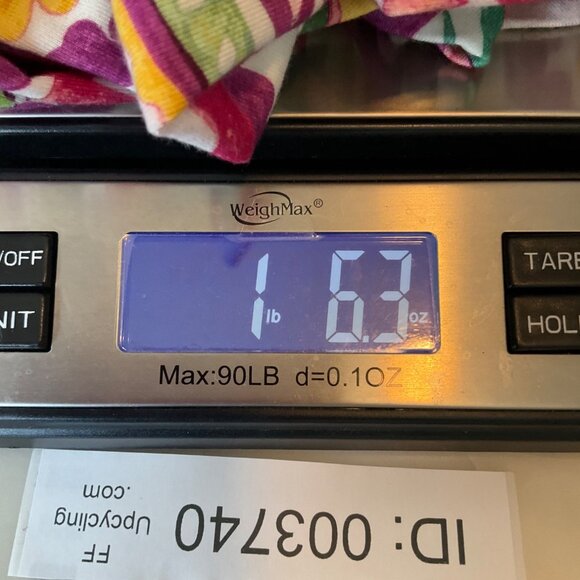 WeighMax®
/OFF
NIT
1 lb 6.3 oz
TARE
HOL
Max:90LB d=0.1OZ
ID: 003740
FF
Upcycling
.com